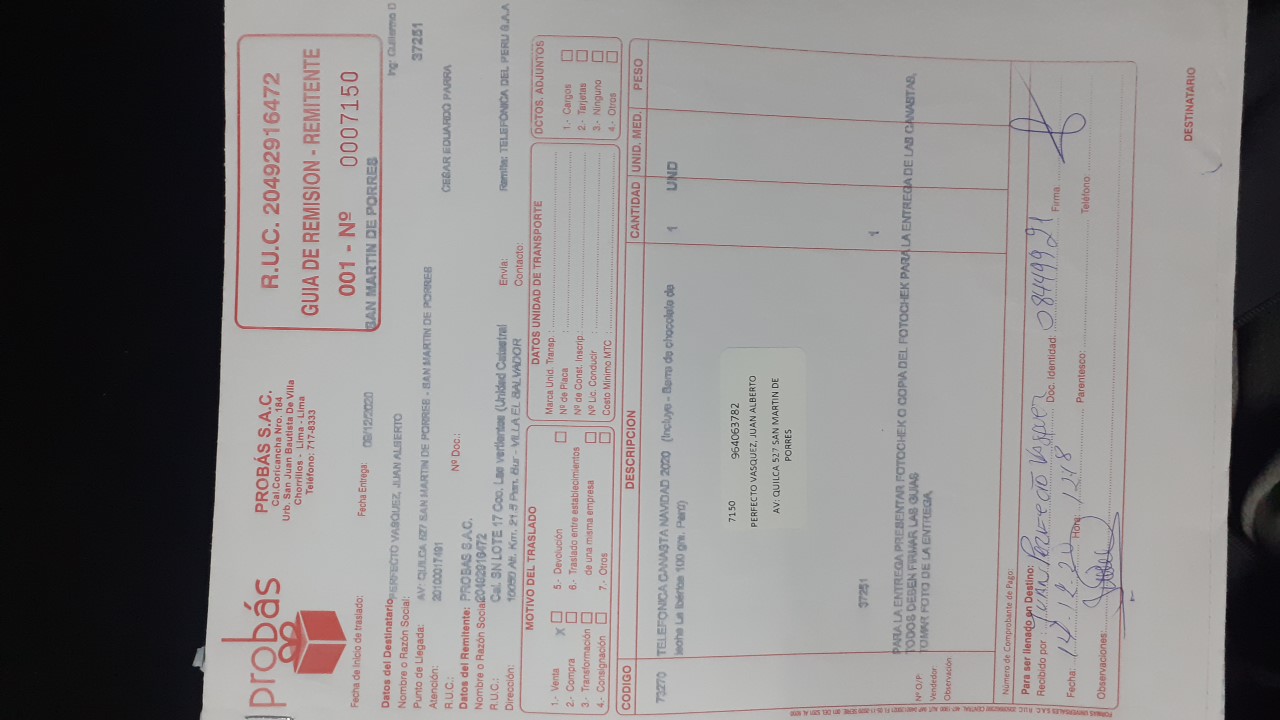 probás
PROBÁS S.A.C.
Cal.Coricancha Nro. 184
Urb. San Juan Bautista De Villa
Chorrillos - Lima - Lima
Teléfono: 717-8333
R.U.C. 20492916472
GUIA DE REMISION - REMITENTE
001 - Nº 0007150
SAN MARTIN DE PORRES
Fecha de Inicio de traslado:
Fecha Entrega: 09/12/2020
Ing: Guillermo D
37251
Datos del Destinatario
Nombre o Razón Social: PERFECTO VASQUEZ, JUAN ALBERTO
Punto de Llegada: AV: QUILCA 527 SAN MARTIN DE PORRES - SAN MARTIN DE PORRES
Atención: 20100017491
CESAR EDUARDO PARRA
R.U.C.: Nº Doc.:
Datos del Remitente: PROBAS S.A.C.
Nombre o Razón Social: 20492916472
R.U.C.: Cal. SN LOTE 17 Coo. Las vertientes (Unidad Catastral
Dirección: 10050 Alt. Km. 21.5 Pan. Sur - VILLA EL SALVADOR
Envía: Remite: TELEFONICA DEL PERU S.A.A
Contacto:
MOTIVO DEL TRASLADO
1.- Venta X
2.- Compra
3.- Transformación
4.- Consignación
5.- Devolución
6.- Traslado entre establecimientos
de una misma empresa
7.- Otros
DATOS UNIDAD DE TRANSPORTE
Marca Unid. Transp. :
Nº de Placa :
Nº de Const. Inscrip.:
Nº Lic. Conducir :
Costo Mínimo MTC :
DCTOS. ADJUNTOS
1.- Cargos
2.- Tarjetas
3.- Ninguno
4.- Otros
CODIGO DESCRIPCION CANTIDAD UNID. MED. PESO
72270 TELEFONICA CANASTA NAVIDAD 2020 (Incluye - Barra de chocolate de 1 UND
leche La Iberica 100 grs. Perú)
7150 964063782
PERFECTO VASQUEZ, JUAN ALBERTO
AV: QUILCA 527 SAN MARTIN DE
PORRES
37251 1
Nº O/P:
Vendedor:
Observación
PARA LA ENTREGA PRESENTAR FOTOCHEK O COPIA DEL FOTOCHEK PARA LA ENTREGA DE LAS CANASTAS,
TODOS DEBEN FIRMAR LAS GUIAS
TOMAR FOTO DE LA ENTREGA
Número de Comprobante de Pago:
Para ser llenado en Destino:
Recibido por : JUAN PERFECTO VASQUEZ Doc. Identidad: 08449921 Firma:
Fecha: 14.12.20 Hora: 12:18 Parentesco: Teléfono:
Observaciones:
DESTINATARIO